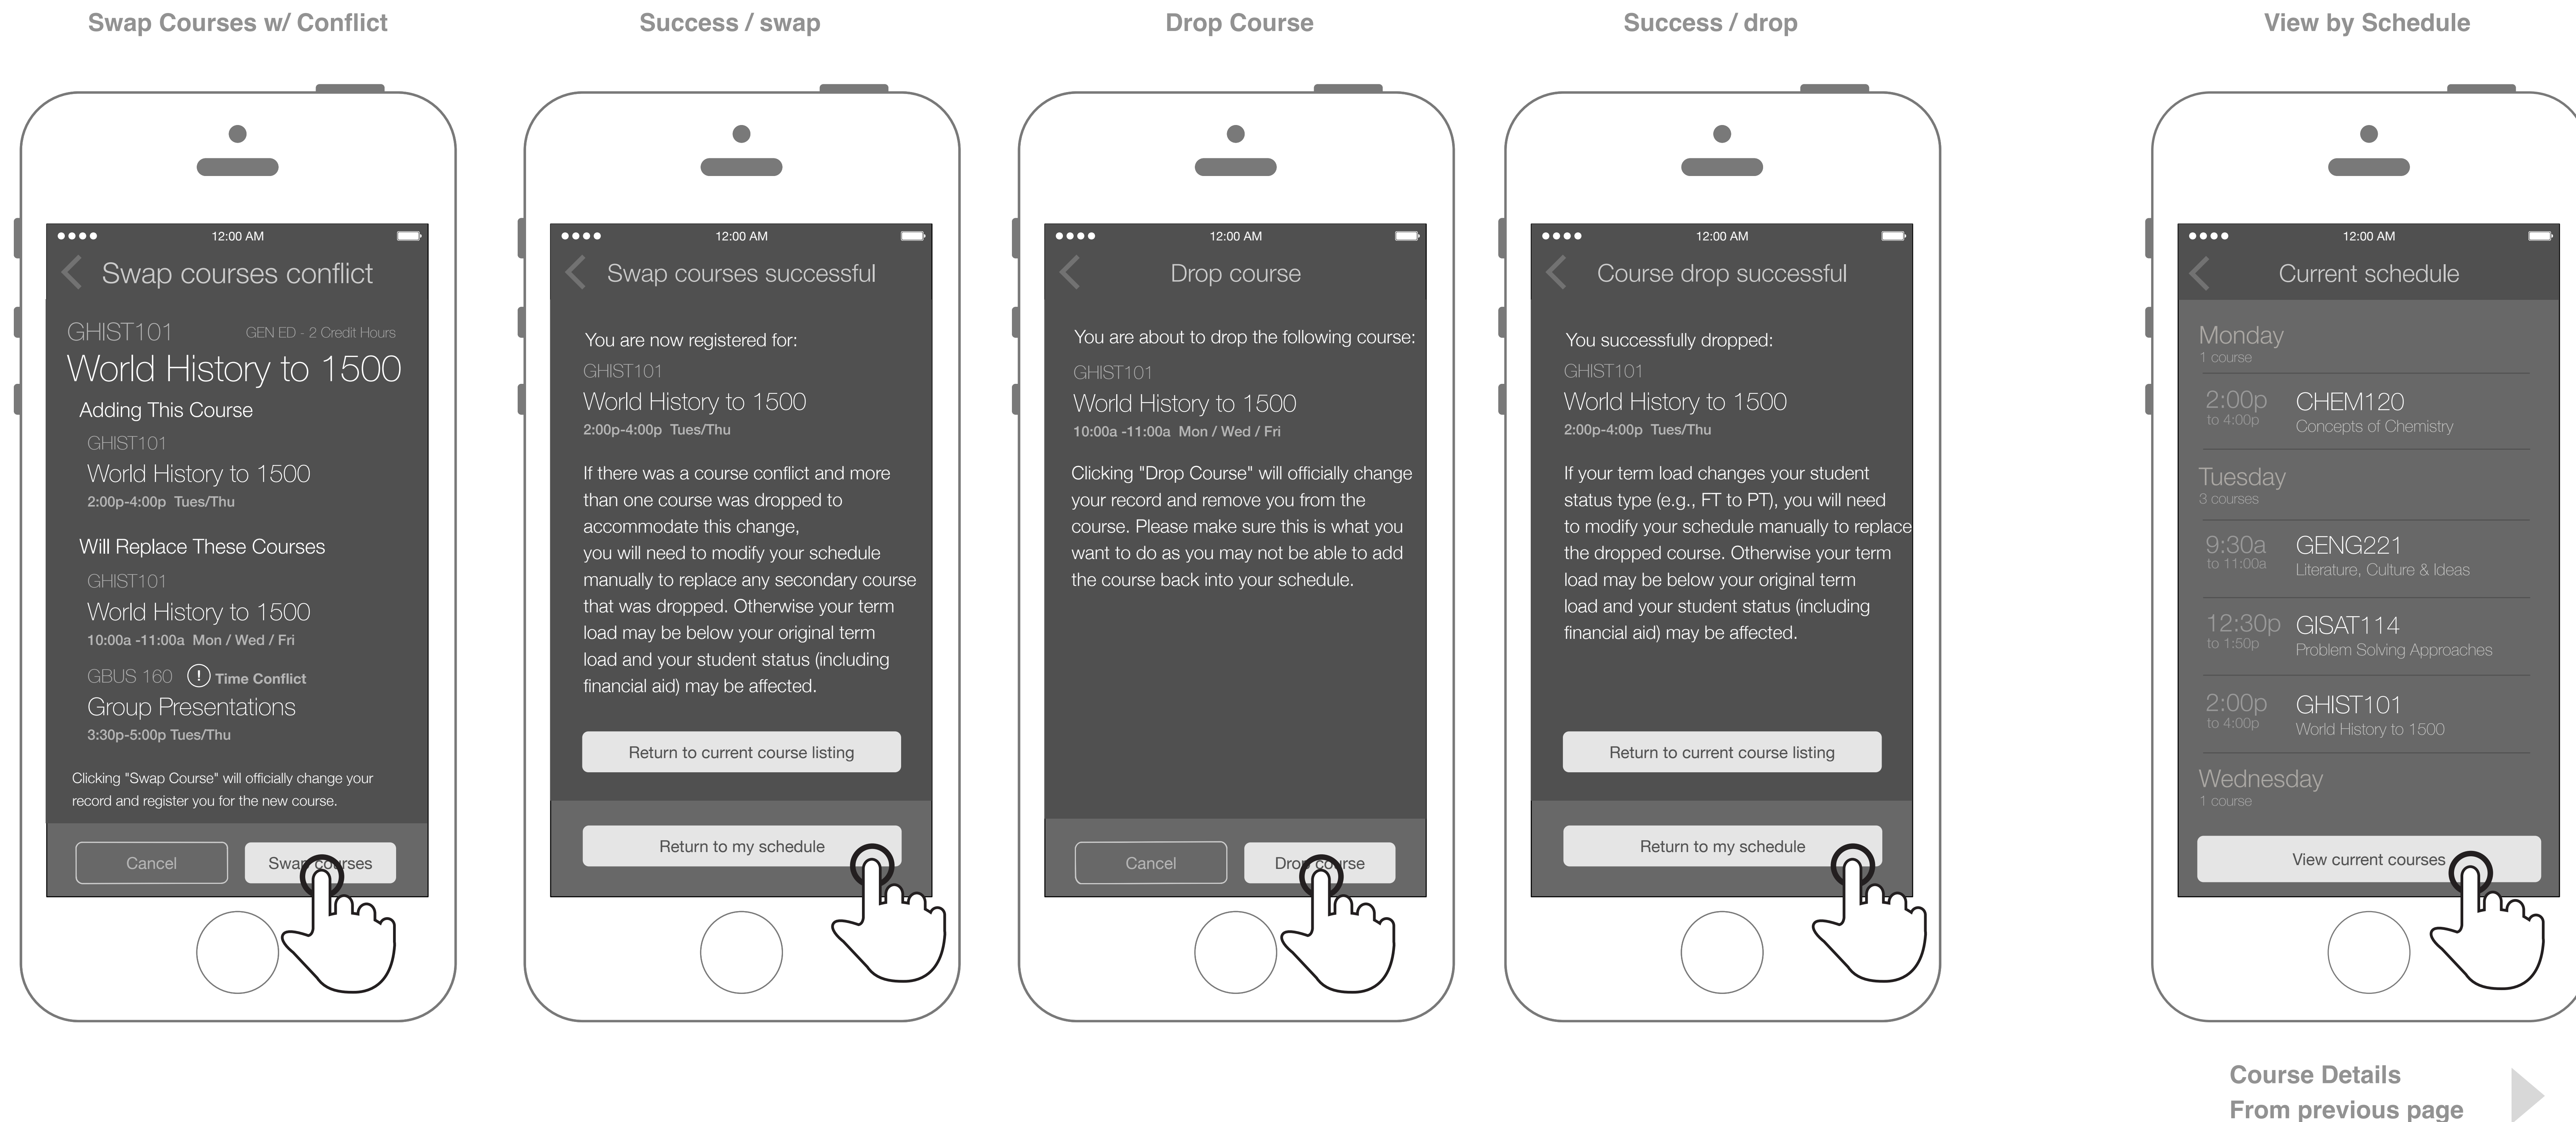 Swap Courses w/ Conflict
12:00 AM
Swap courses conflict
GHIST101 GEN ED - 2 Credit Hours
World History to 1500
Adding This Course
GHIST101
World History to 1500
2:00p-4:00p Tues/Thu
Will Replace These Courses
GHIST101
World History to 1500
10:00a -11:00a Mon / Wed / Fri
GBUS 160 ! Time Conflict
Group Presentations
3:30p-5:00p Tues/Thu
Clicking "Swap Course" will officially change your
record and register you for the new course.
Cancel Swap courses
Success / swap
12:00 AM
Swap courses successful
You are now registered for:
GHIST101
World History to 1500
2:00p-4:00p Tues/Thu
If there was a course conflict and more
than one course was dropped to
accommodate this change,
you will need to modify your schedule
manually to replace any secondary course
that was dropped. Otherwise your term
load may be below your original term
load and your student status (including
financial aid) may be affected.
Return to current course listing
Return to my schedule
Drop Course
12:00 AM
Drop course
You are about to drop the following course:
GHIST101
World History to 1500
10:00a -11:00a Mon / Wed / Fri
Clicking "Drop Course" will officially change
your record and remove you from the
course. Please make sure this is what you
want to do as you may not be able to add
the course back into your schedule.
Cancel Drop course
Success / drop
12:00 AM
Course drop successful
You successfully dropped:
GHIST101
World History to 1500
2:00p-4:00p Tues/Thu
If your term load changes your student
status type (e.g., FT to PT), you will need
to modify your schedule manually to replace
the dropped course. Otherwise your term
load may be below your original term
load and your student status (including
financial aid) may be affected.
Return to current course listing
Return to my schedule
View by Schedule
12:00 AM
Current schedule
Monday
1 course
2:00p CHEM120
to 4:00p Concepts of Chemistry
Tuesday
3 courses
9:30a GENG221
to 11:00a Literature, Culture & Ideas
12:30p GISAT114
to 1:50p Problem Solving Approaches
2:00p GHIST101
to 4:00p World History to 1500
Wednesday
1 course
View current courses
Course Details
From previous page